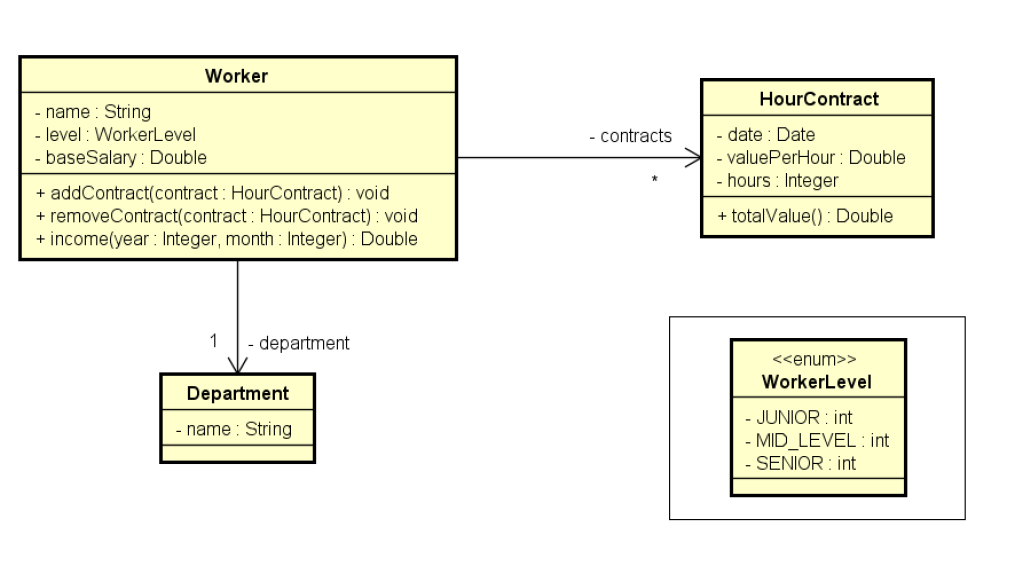 Worker
- name : String
- level : WorkerLevel
- baseSalary : Double
+ addContract(contract : HourContract) : void
+ removeContract(contract : HourContract) : void
+ income(year : Integer, month : Integer) : Double
- contracts
*
HourContract
- date : Date
- valuePerHour : Double
- hours : Integer
+ totalValue() : Double
1
- department
Department
- name : String
<<enum>>
WorkerLevel
- JUNIOR : int
- MID_LEVEL : int
- SENIOR : int